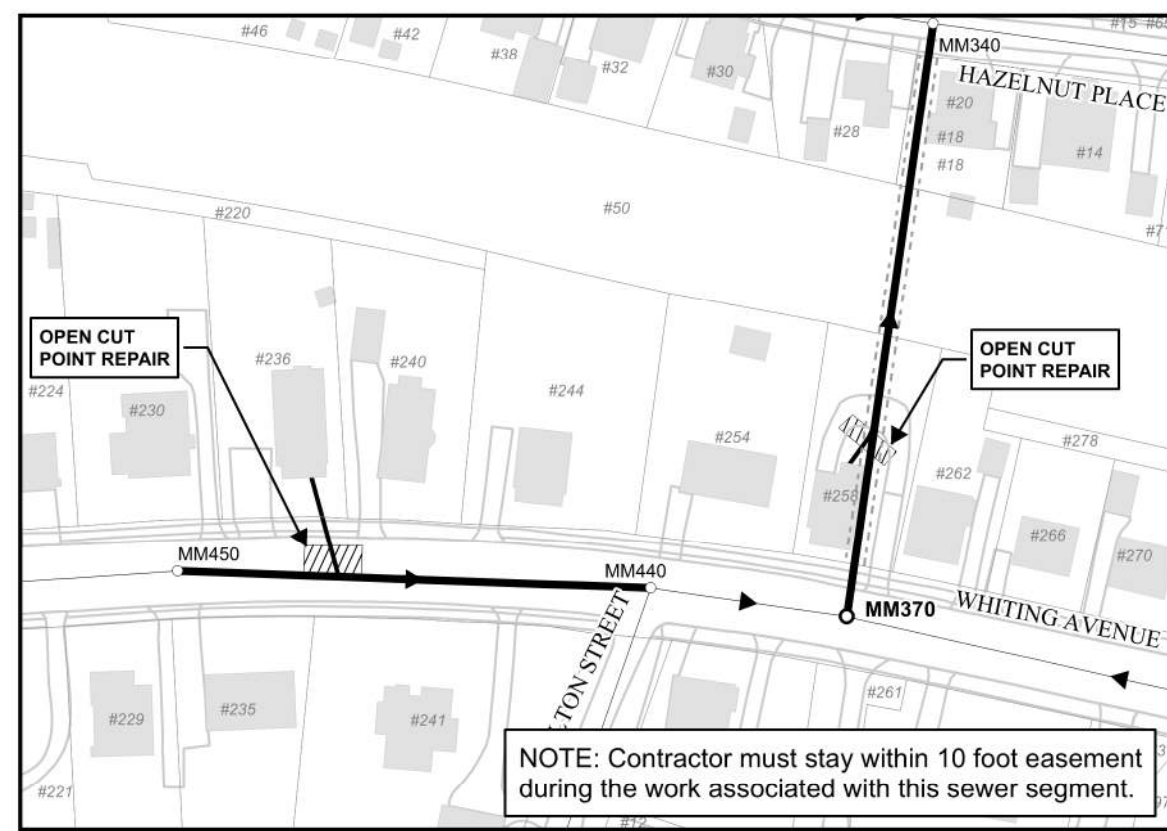 #46
#42
#38
#32
#30
#28
MM340
#15
HAZELNUT PLACE
#20
#18
#18
#14
#220
#50
OPEN CUT
POINT REPAIR
#224
#230
#236
#240
#244
#254
#258
#262
OPEN CUT
POINT REPAIR
#278
#266
#270
MM450
MM440
MM370
WHITING AVENUE
LTON STREET
#229
#235
#241
#261
#221
NOTE: Contractor must stay within 10 foot easement
during the work associated with this sewer segment.